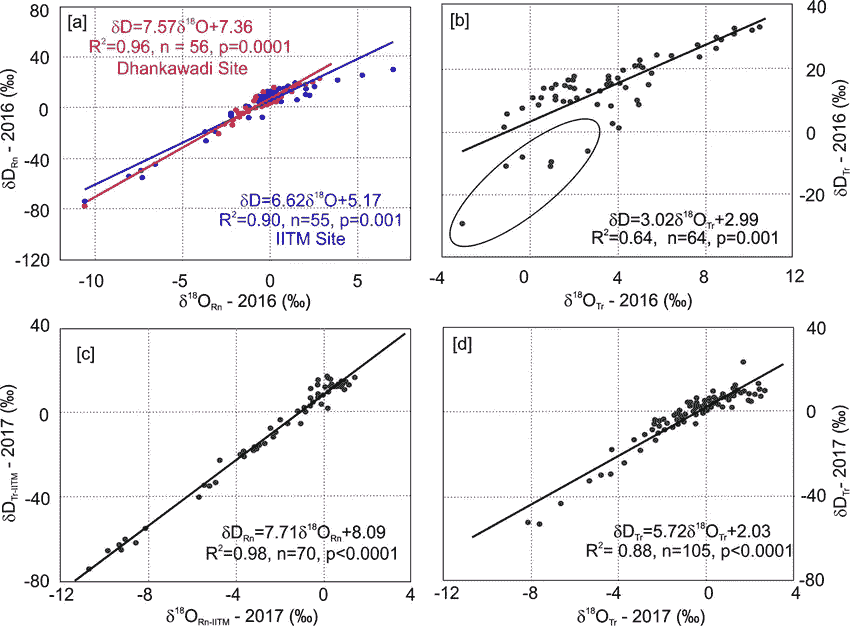 [a]
δD=7.57δ¹⁸O+7.36
R²=0.96, n = 56, p=0.0001
Dhankawadi Site
δD=6.62δ¹⁸O+5.17
R²=0.90, n=55, p=0.001
IITM Site
80
40
0
-40
-80
-120
δD_Rn - 2016 (‰)
-10
-5
0
5
δ¹⁸O_Rn - 2016 (‰)
[b]
δD=3.02δ¹⁸O_Tr+2.99
R²=0.64, n=64, p=0.001
40
20
0
-20
δD_Tr - 2016 (‰)
-4
0
4
8
12
δ¹⁸O_Tr - 2016 (‰)
[c]
δD_Rn=7.71δ¹⁸O_Rn+8.09
R²=0.98, n=70, p<0.0001
40
0
-40
-80
δD_Tr-IITM - 2017 (‰)
-12
-8
-4
0
4
δ¹⁸O_Rn-IITM - 2017 (‰)
[d]
δD_Tr=5.72δ¹⁸O_Tr+2.03
R²= 0.88, n=105, p<0.0001
40
0
-40
-80
δD_Tr- 2017 (‰)
-12
-8
-4
0
4
δ¹⁸O_Tr - 2017 (‰)